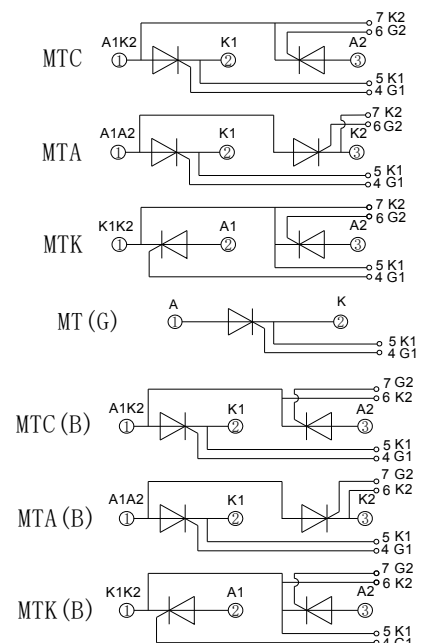 7 K2
6 G2
A1K2 K1 A2
MTC ① ② ③
5 K1
4 G1
7 K2
6 G2
A1A2 K1 K2
MTA ① ② ③
5 K1
4 G1
7 K2
6 G2
K1K2 A1 A2
MTK ① ② ③
5 K1
4 G1
A K
MT(G) ① ②
5 K1
4 G1
7 G2
6 K2
A1K2 K1 A2
MTC(B) ① ② ③
5 K1
4 G1
7 G2
6 K2
A1A2 K1 K2
MTA(B) ① ② ③
5 K1
4 G1
7 G2
6 K2
K1K2 A1 A2
MTK(B) ① ② ③
5 K1
4 G1